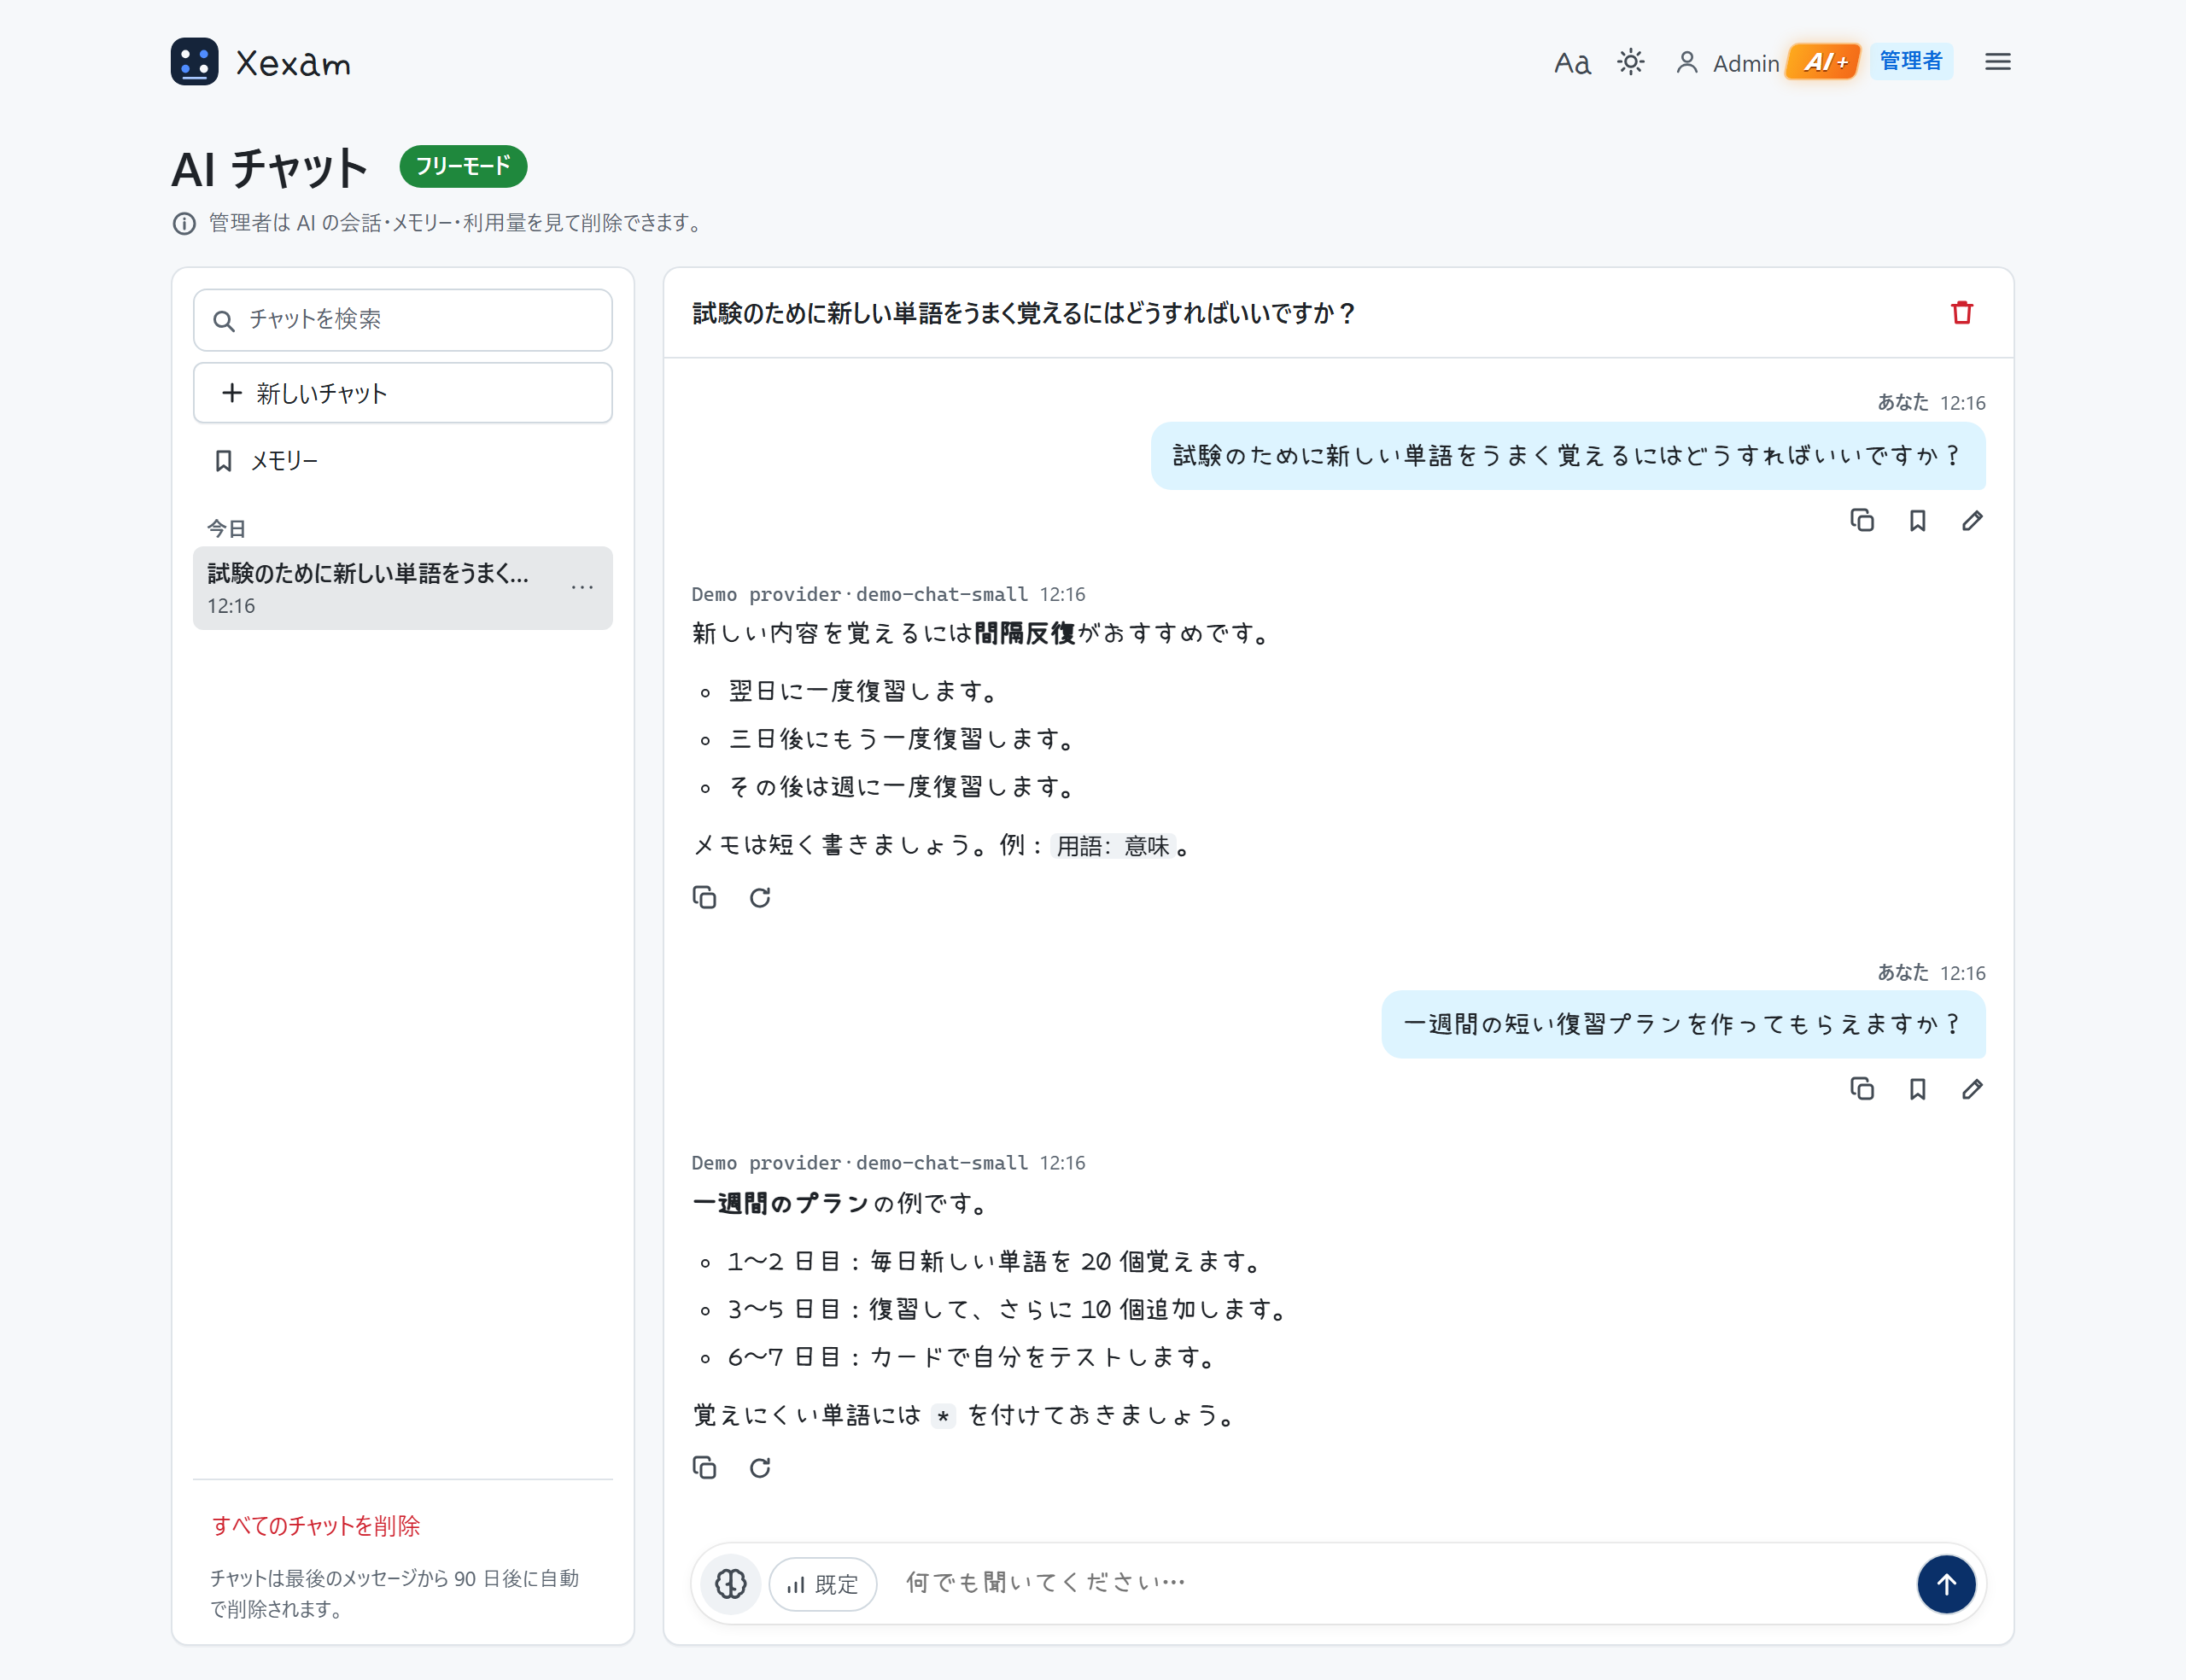 Xexam
Aa
Admin AI+ 管理者
AI チャット フリーモード
管理者は AI の会話・メモリー・利用量を見て削除できます。
チャットを検索
新しいチャット
メモリー
今日
試験のために新しい単語をうまく...
12:16
すべてのチャットを削除
チャットは最後のメッセージから 90 日後に自動
で削除されます。
試験のために新しい単語をうまく覚えるにはどうすればいいですか？
あなた 12:16
試験のために新しい単語をうまく覚えるにはどうすればいいですか？
Demo provider·demo-chat-small 12:16
新しい内容を覚えるには間隔反復がおすすめです。
翌日に一度復習します。
三日後にもう一度復習します。
その後は週に一度復習します。
メモは短く書きましょう。例：用語: 意味。
あなた 12:16
一週間の短い復習プランを作ってもらえますか？
Demo provider·demo-chat-small 12:16
一週間のプランの例です。
1〜2 日目：毎日新しい単語を 20 個覚えます。
3〜5 日目：復習して、さらに 10 個追加します。
6〜7 日目：カードで自分をテストします。
覚えにくい単語には * を付けておきましょう。
既定 何でも聞いてください…